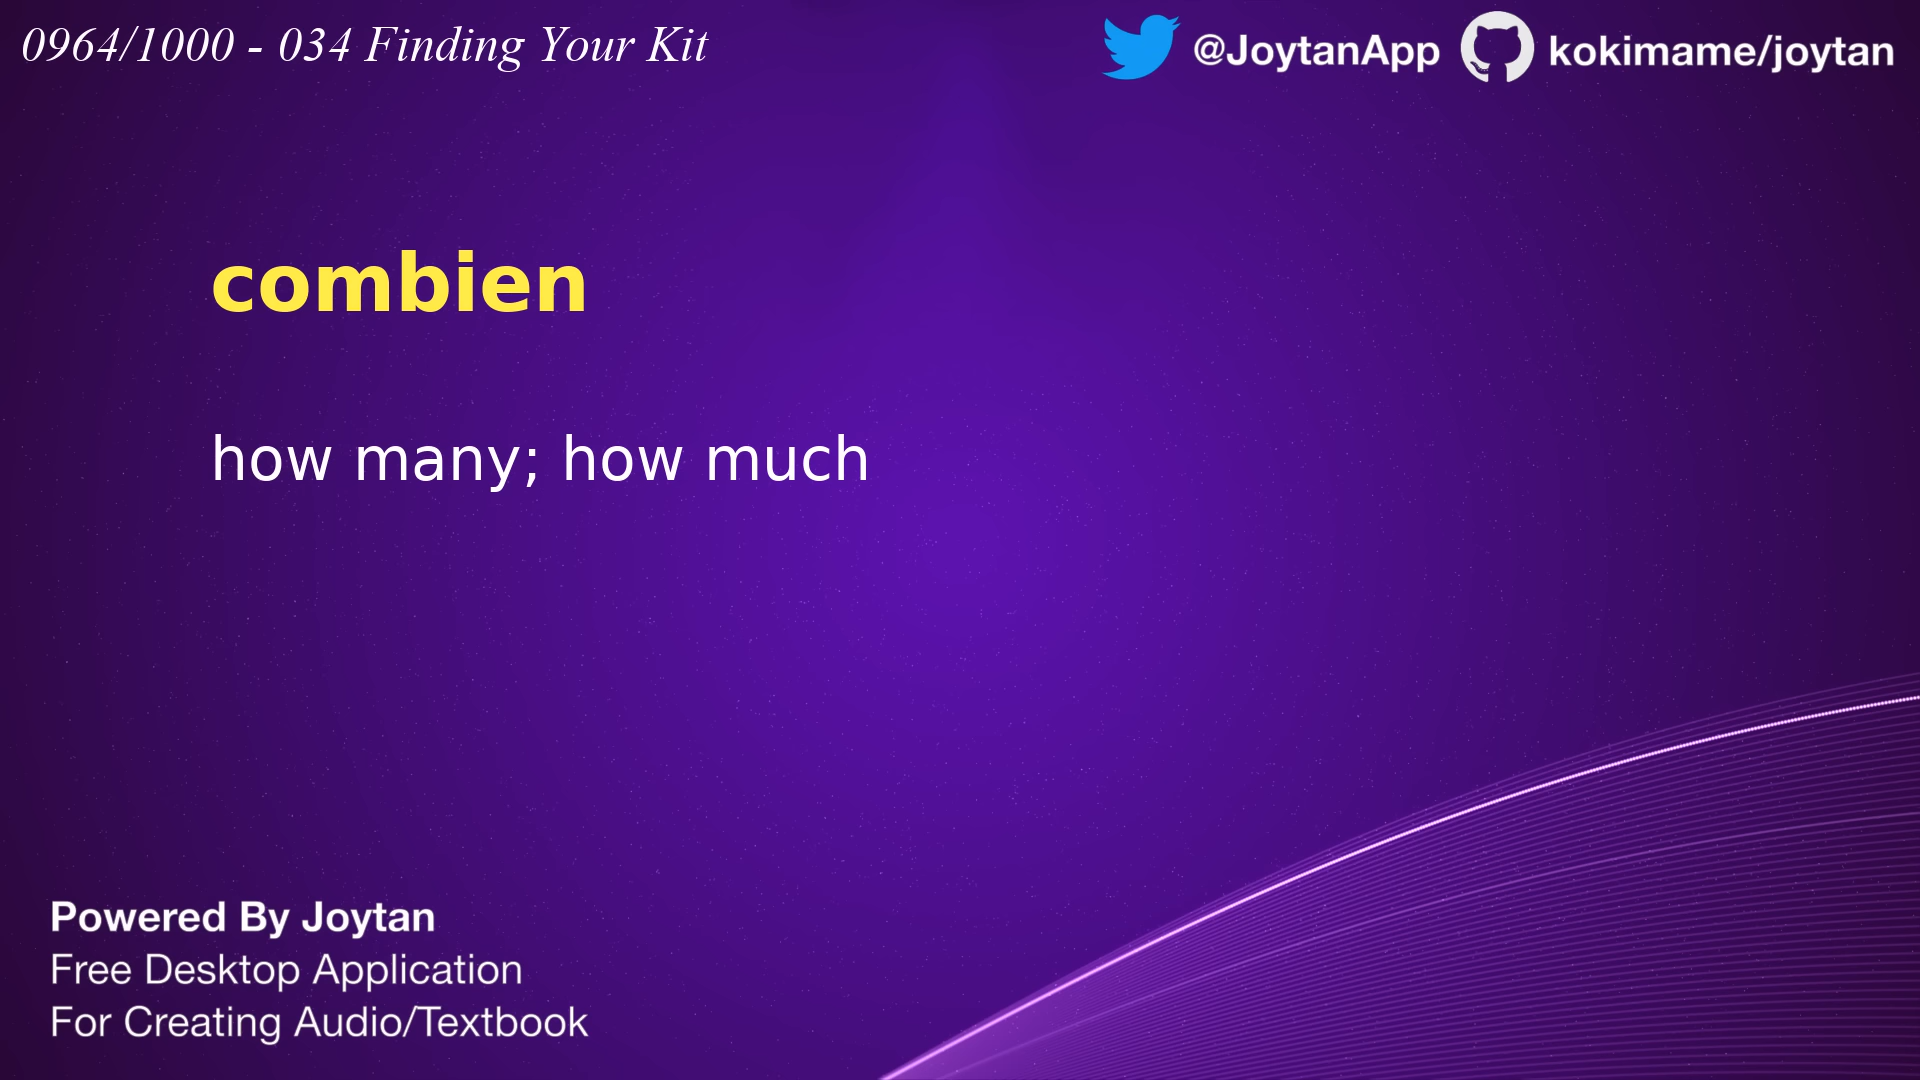 0964/1000 - 034 Finding Your Kit
@JoytanApp
kokimame/joytan
combien
how many; how much
Powered By Joytan
Free Desktop Application
For Creating Audio/Textbook